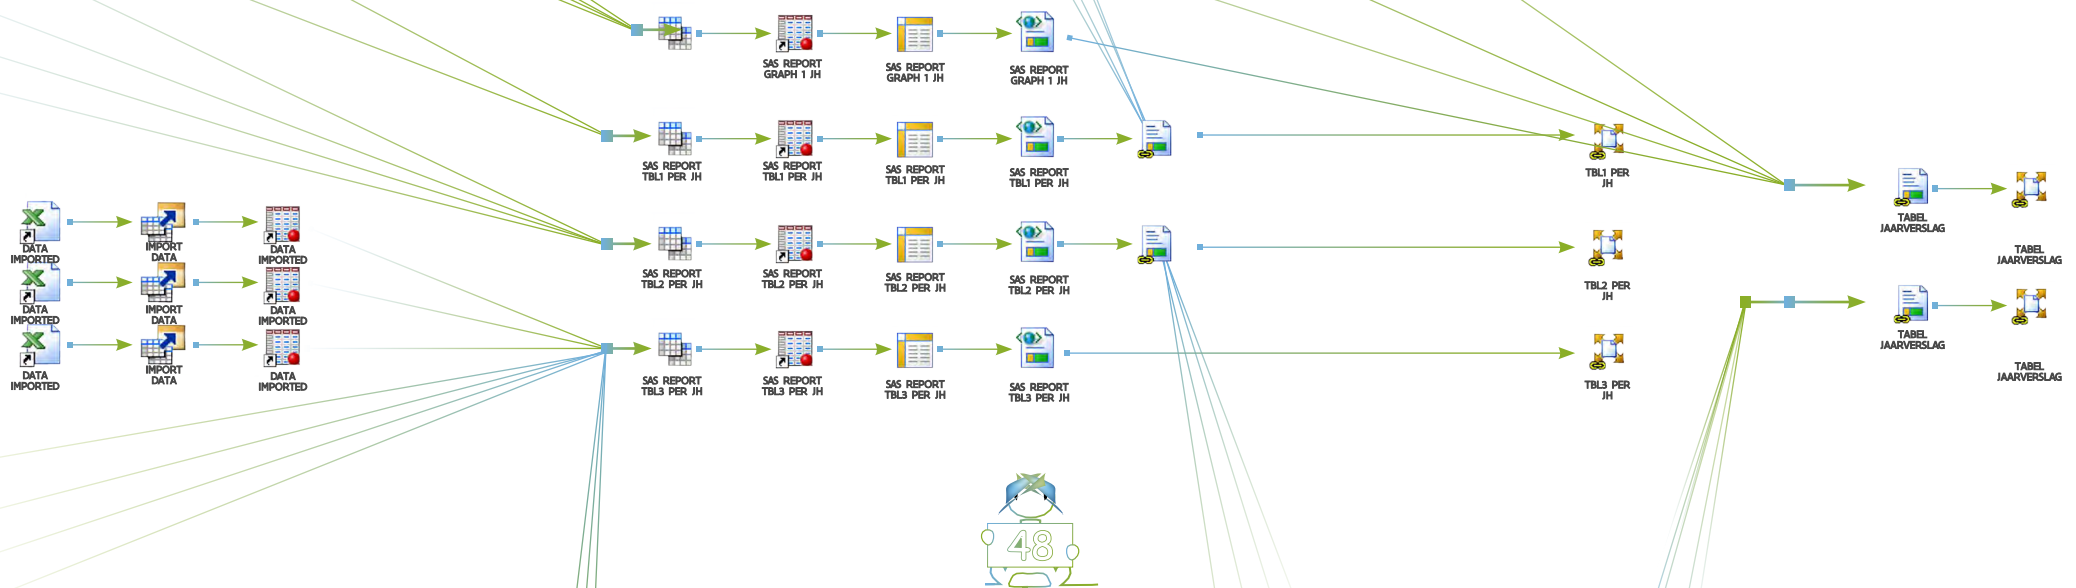 SAS REPORT
GRAPH 1 JH
SAS REPORT
GRAPH 1 JH
SAS REPORT
GRAPH 1 JH
SAS REPORT
TBL1 PER JH
SAS REPORT
TBL1 PER JH
SAS REPORT
TBL1 PER JH
SAS REPORT
TBL1 PER JH
TBL1 PER
JH
TABEL
JAARVERSLAG
TABEL
JAARVERSLAG
DATA
IMPORTED
IMPORT
DATA
DATA
IMPORTED
SAS REPORT
TBL2 PER JH
SAS REPORT
TBL2 PER JH
SAS REPORT
TBL2 PER JH
SAS REPORT
TBL2 PER JH
TBL2 PER
JH
DATA
IMPORTED
IMPORT
DATA
DATA
IMPORTED
TABEL
JAARVERSLAG
TABEL
JAARVERSLAG
DATA
IMPORTED
IMPORT
DATA
DATA
IMPORTED
SAS REPORT
TBL3 PER JH
SAS REPORT
TBL3 PER JH
SAS REPORT
TBL3 PER JH
SAS REPORT
TBL3 PER JH
TBL3 PER
JH
48